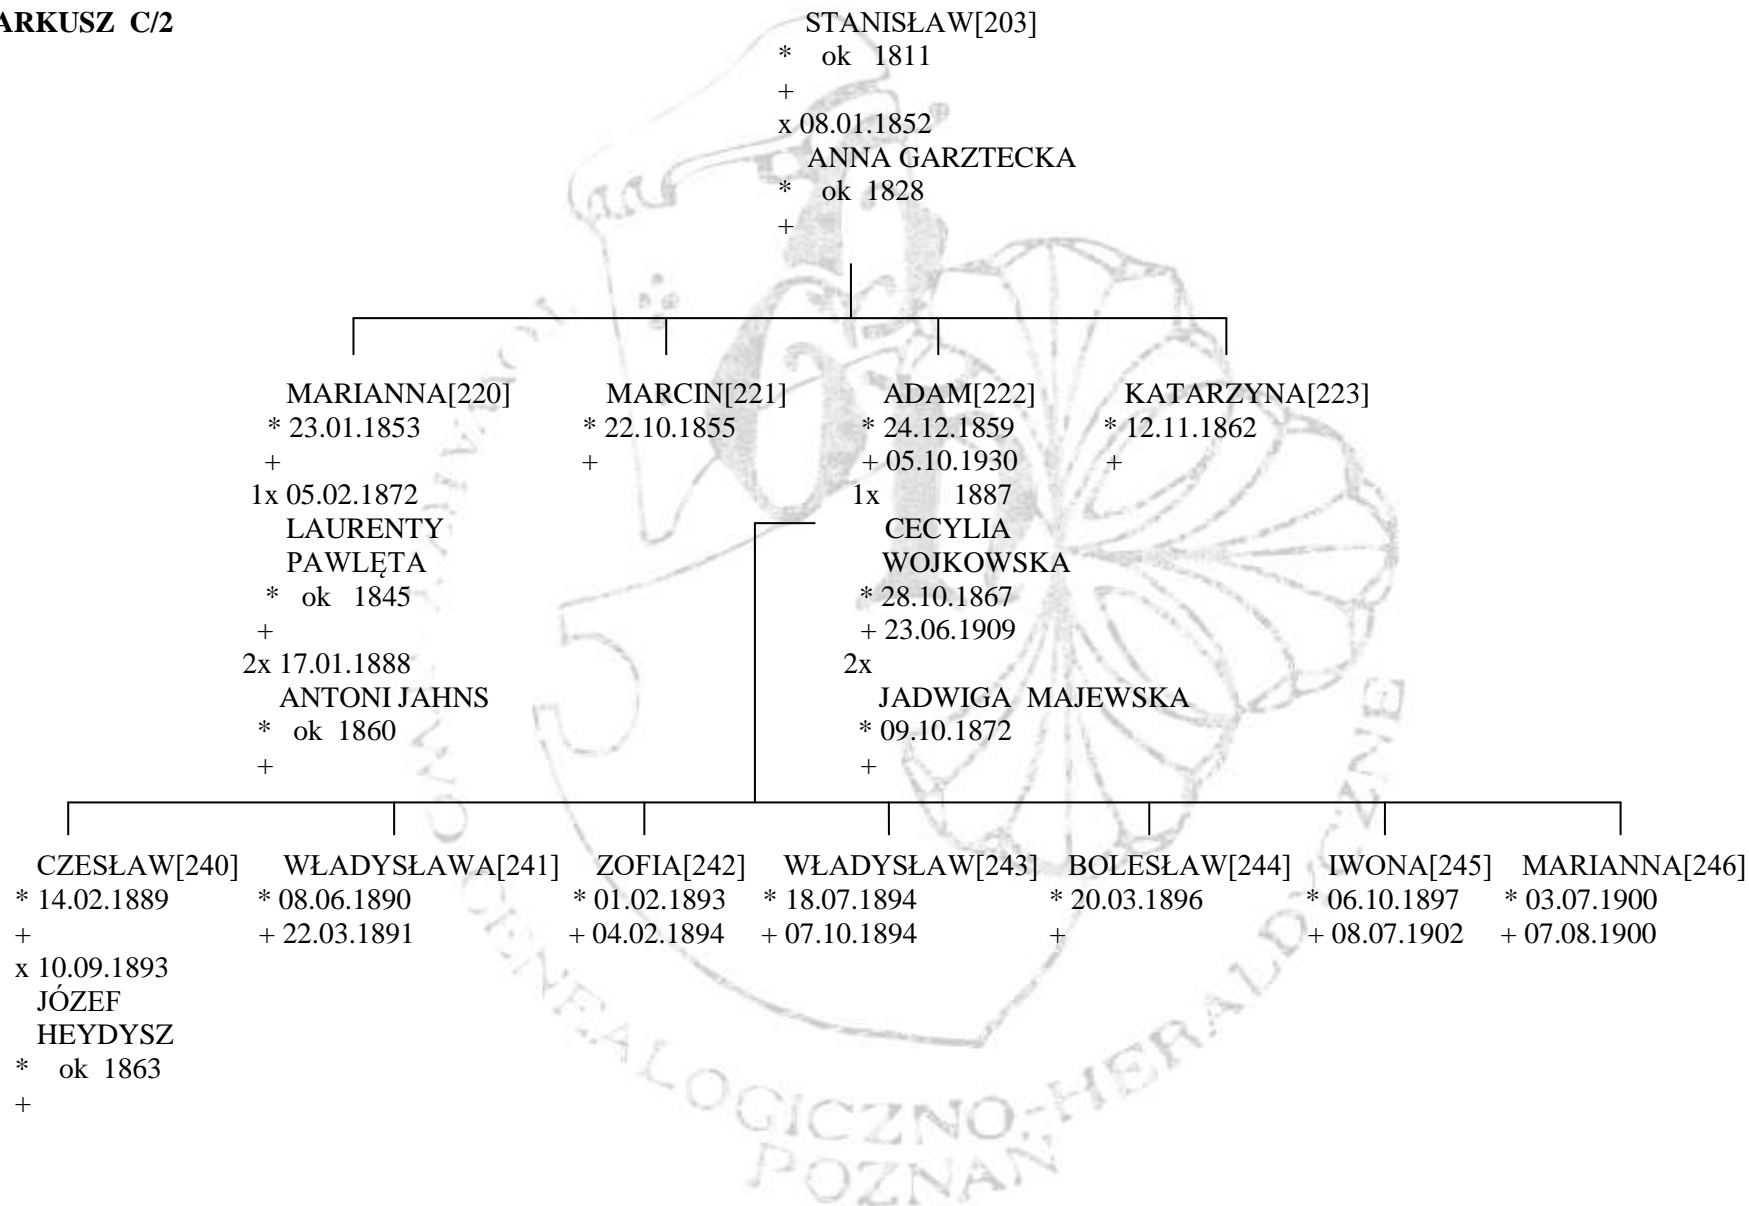 ARKUSZ C/2
STANISŁAW[203]
* ok 1811
+
x 08.01.1852
ANNA GARZTECKA
* ok 1828
+
MARIANNA[220]
* 23.01.1853
+
1x 05.02.1872
LAURENTY
PAWLĘTA
* ok 1845
+
2x 17.01.1888
ANTONI JAHNS
* ok 1860
+
MARCIN[221]
* 22.10.1855
+
ADAM[222]
* 24.12.1859
+ 05.10.1930
1x 1887
CECYLIA
WOJKOWSKA
* 28.10.1867
+ 23.06.1909
2x
JADWIGA MAJEWSKA
* 09.10.1872
+
KATARZYNA[223]
* 12.11.1862
+
CZESŁAW[240]
* 14.02.1889
+
x 10.09.1893
JÓZEF
HEYDYSZ
* ok 1863
+
WŁADYSŁAWA[241]
* 08.06.1890
+ 22.03.1891
ZOFIA[242]
* 01.02.1893
+ 04.02.1894
WŁADYSŁAW[243]
* 18.07.1894
+ 07.10.1894
BOLESŁAW[244]
* 20.03.1896
+
IWONA[245]
* 06.10.1897
+ 08.07.1902
MARIANNA[246]
* 03.07.1900
+ 07.08.1900
GENEALOGICZNO-HERALDYCZNE
POZNAŃ